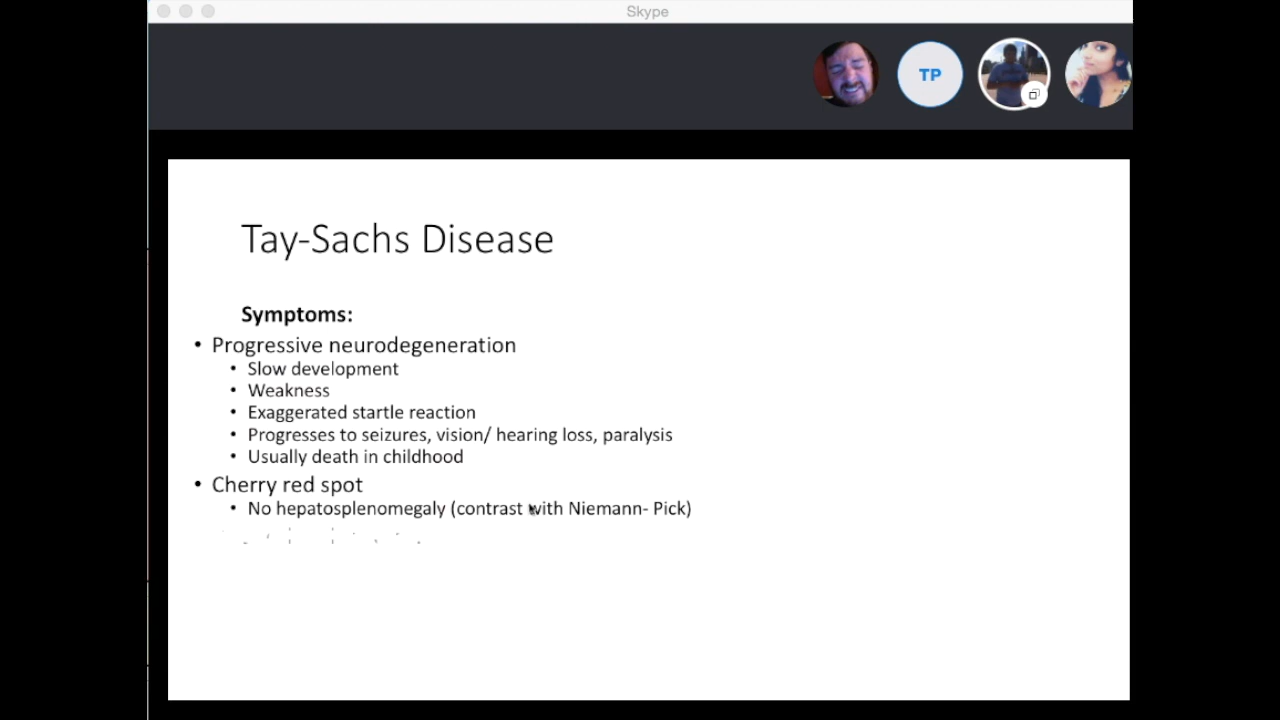 Skype
TP
Tay-Sachs Disease
Symptoms:
• Progressive neurodegeneration
• Slow development
• Weakness
• Exaggerated startle reaction
• Progresses to seizures, vision/ hearing loss, paralysis
• Usually death in childhood
• Cherry red spot
• No hepatosplenomegaly (contrast with Niemann- Pick)